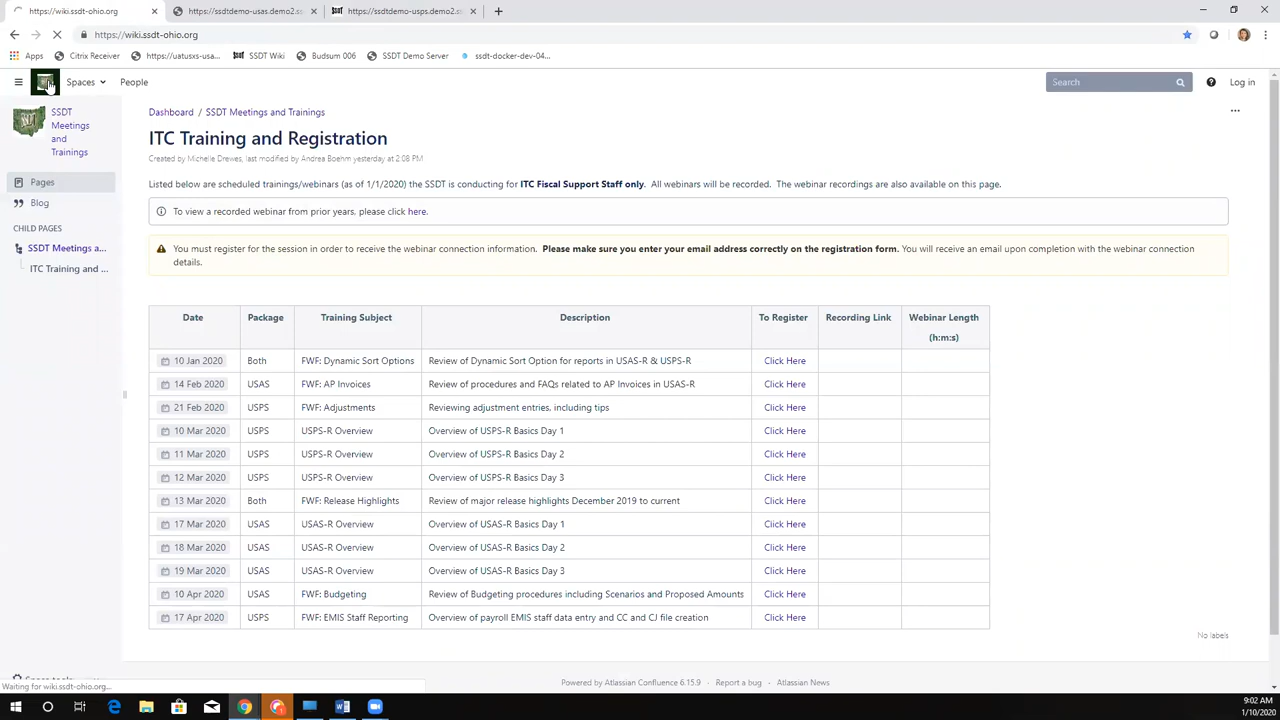 https://wiki.ssdt-ohio.org
https://ssdtdemo-usas.demo2.s...
https://ssdtdemo-usps.demo2.s...
https://wiki.ssdt-ohio.org
Apps
Citrix Receiver
https://uatusxs-usa...
SSDT Wiki
Budsum 006
SSDT Demo Server
ssdt-docker-dev-04...
Spaces
People
Search
Log in
SSDT Meetings and Trainings
Pages
Blog
CHILD PAGES
SSDT Meetings a...
ITC Training and ...
Dashboard / SSDT Meetings and Trainings
ITC Training and Registration
Created by Michelle Drewes, last modified by Andrea Boehm yesterday at 2:08 PM
Listed below are scheduled trainings/webinars (as of 1/1/2020) the SSDT is conducting for ITC Fiscal Support Staff only. All webinars will be recorded. The webinar recordings are also available on this page.
To view a recorded webinar from prior years, please click here.
You must register for the session in order to receive the webinar connection information. Please make sure you enter your email address correctly on the registration form. You will receive an email upon completion with the webinar connection
details.
Date Package Training Subject Description To Register Recording Link Webinar Length
(h:m:s)
10 Jan 2020 Both FWF: Dynamic Sort Options Review of Dynamic Sort Option for reports in USAS-R & USPS-R Click Here
14 Feb 2020 USAS FWF: AP Invoices Review of procedures and FAQs related to AP Invoices in USAS-R Click Here
21 Feb 2020 USPS FWF: Adjustments Reviewing adjustment entries, including tips Click Here
10 Mar 2020 USPS USPS-R Overview Overview of USPS-R Basics Day 1 Click Here
11 Mar 2020 USPS USPS-R Overview Overview of USPS-R Basics Day 2 Click Here
12 Mar 2020 USPS USPS-R Overview Overview of USPS-R Basics Day 3 Click Here
13 Mar 2020 Both FWF: Release Highlights Review of major release highlights December 2019 to current Click Here
17 Mar 2020 USAS USAS-R Overview Overview of USAS-R Basics Day 1 Click Here
18 Mar 2020 USAS USAS-R Overview Overview of USAS-R Basics Day 2 Click Here
19 Mar 2020 USAS USAS-R Overview Overview of USAS-R Basics Day 3 Click Here
10 Apr 2020 USAS FWF: Budgeting Review of Budgeting procedures including Scenarios and Proposed Amounts Click Here
17 Apr 2020 USPS FWF: EMIS Staff Reporting Overview of payroll EMIS staff data entry and CC and CJ file creation Click Here
No labels
Powered by Atlassian Confluence 6.15.9 · Report a bug · Atlassian News
Waiting for wiki.ssdt-ohio.org...
9:02 AM
1/10/2020